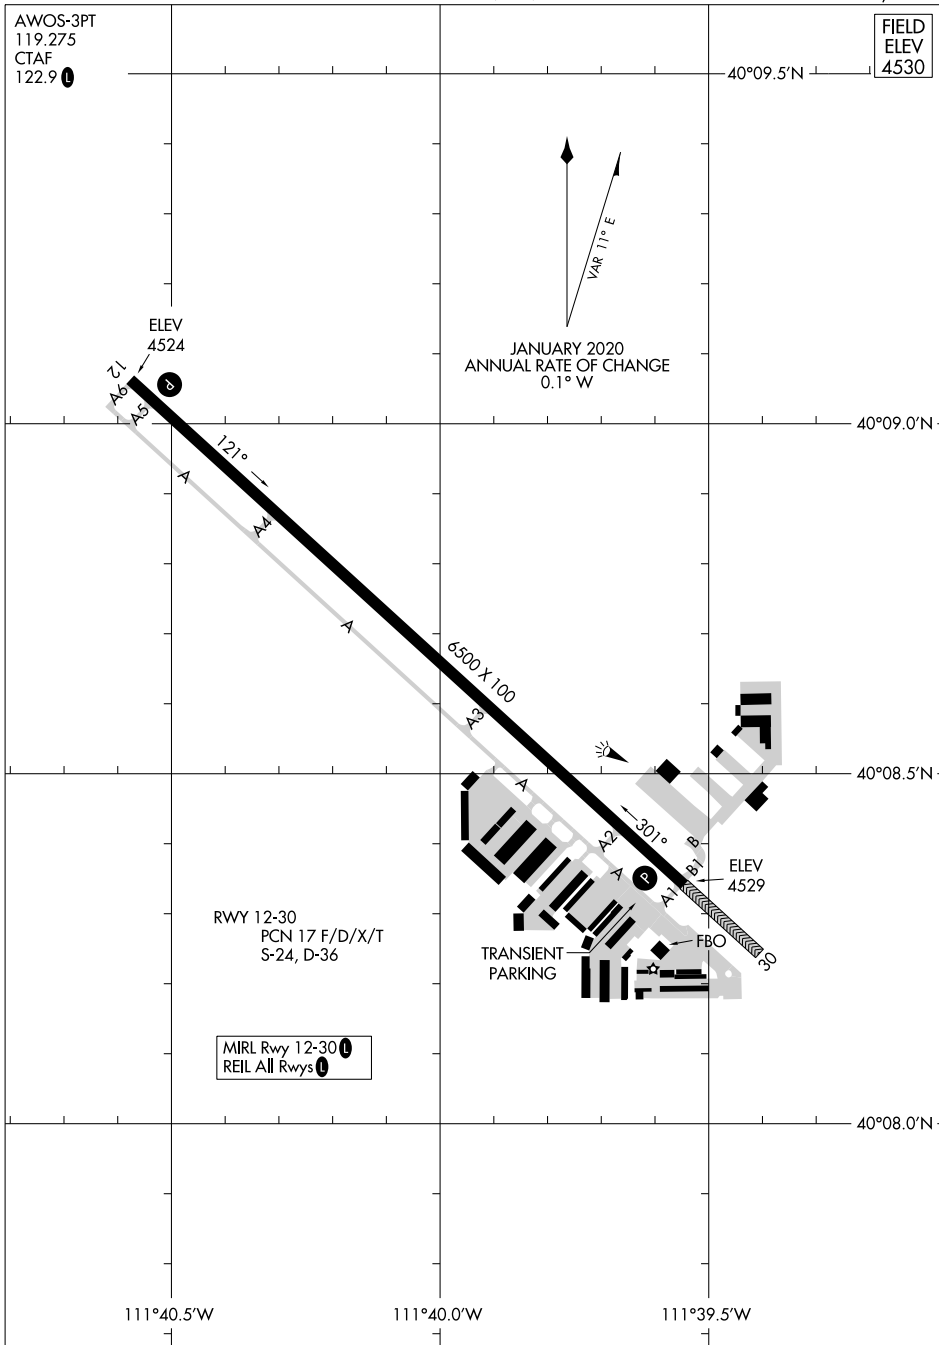 AWOS-3PT
119.275
CTAF
122.9 L
FIELD
ELEV
4530
40°09.5'N
VAR 11° E
JANUARY 2020
ANNUAL RATE OF CHANGE
0.1° W
ELEV
4524
12
P
A6
A5
40°09.0'N
121°
A
A4
A
6500 X 100
A3
40°08.5'N
A
301°
A2
B
A
P
B1
A1
ELEV
4529
RWY 12-30
PCN 17 F/D/X/T
S-24, D-36
FBO
TRANSIENT
PARKING
30
MIRL Rwy 12-30 L
REIL All Rwys L
40°08.0'N
111°40.5'W
111°40.0'W
111°39.5'W